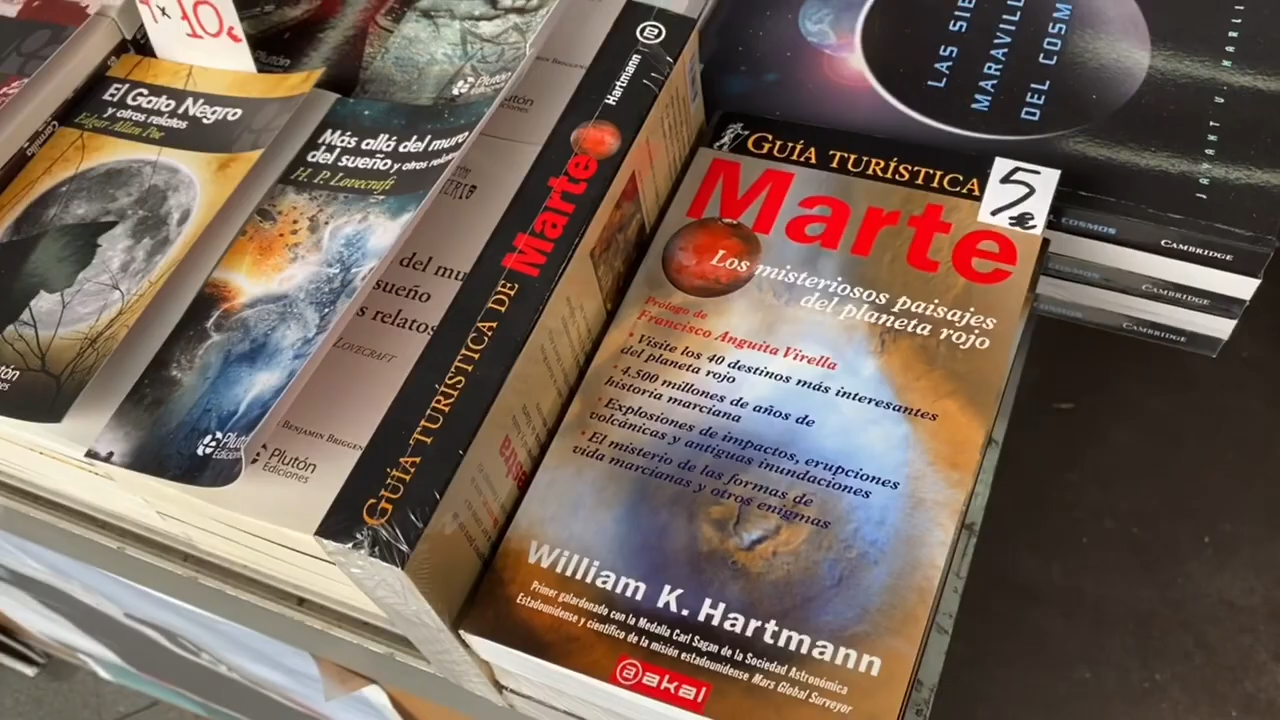 10€
El Gato Negro
y otros relatos
Edgar Allan Poe
Más allá del muro
del sueño y otros relatos
H. P. Lovecraft
Plutón
Ediciones
del mu
sueño
s relatos
LOVECRAFT
BENJAMIN BRIGGEN
Plutón
Ediciones
GUÍA TURÍSTICA DE Marte
Hartmann
GUÍA TURÍSTICA
5€
Marte
Los misteriosos paisajes
del planeta rojo
Prólogo de
Francisco Anguita Virella
• Visite los 40 destinos más interesantes
del planeta rojo
• 4.500 millones de años de
historia marciana
• Explosiones de impactos, erupciones
volcánicas y antiguas inundaciones
• El misterio de las formas de
vida marcianas y otros enigmas
William K. Hartmann
Primer galardonado con la Medalla Carl Sagan de la Sociedad Astronómica
Estadounidense y científico de la misión estadounidense Mars Global Surveyor
akal
LAS SIE
MARAVILL
DEL COSM
JAYANT V. NARLI
EL COSMOS
CAMBRIDGE
COSMOS
CAMBRIDGE
COSMOS
CAMBRIDGE